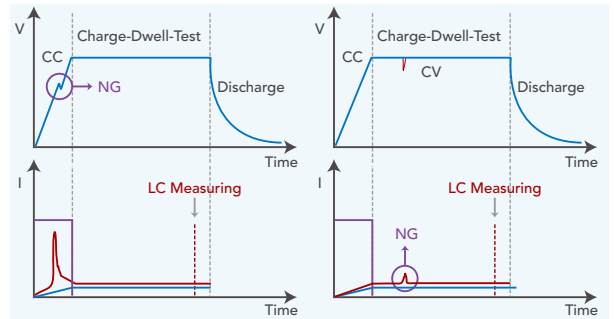 V
Charge-Dwell-Test
CC
NG
Discharge
Time
I
LC Measuring
Time
V
Charge-Dwell-Test
CC
CV
Discharge
Time
I
LC Measuring
NG
Time